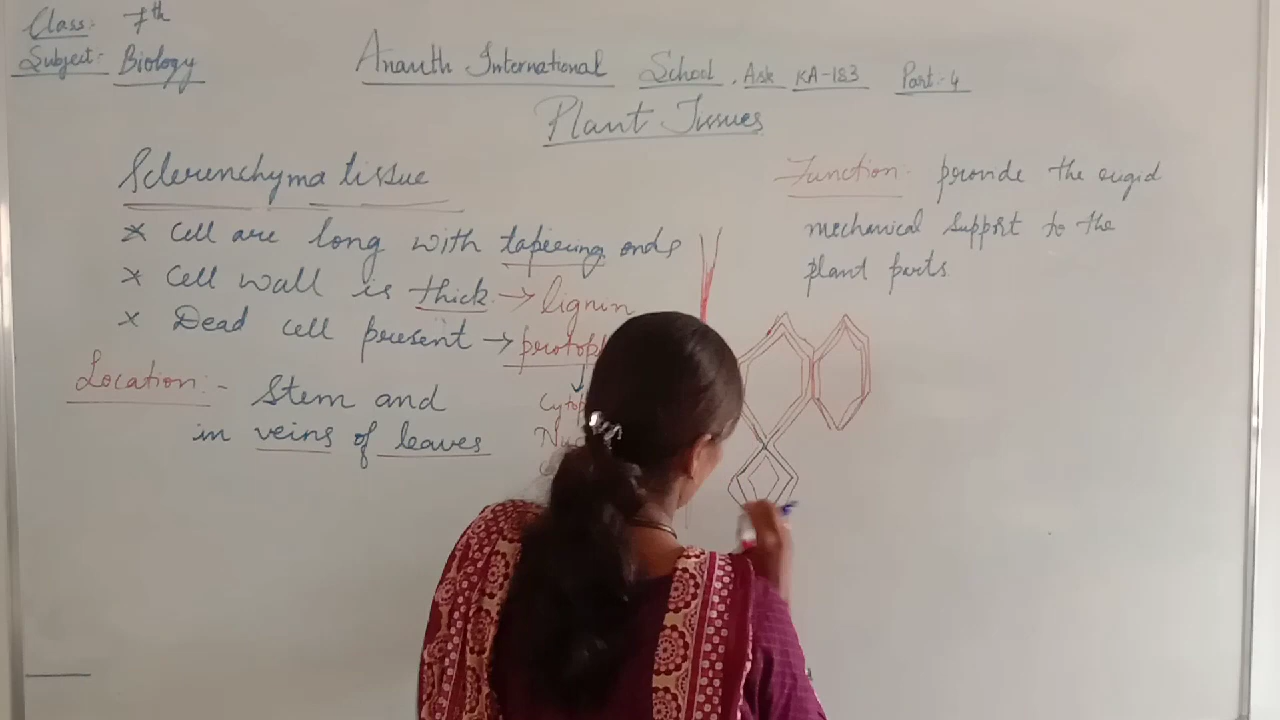 Class:- 7th
Subject:- Biology
Ananth International School, Ask KA-183 Part:-4
Plant Tissues
Sclerenchyma tissue
* Cell are long with tapering ends
* Cell wall is thick → lignin
* Dead cell present →
Location:- Stem and
in veins of leaves
Function:- provide the rigid
mechanical support to the
plant parts